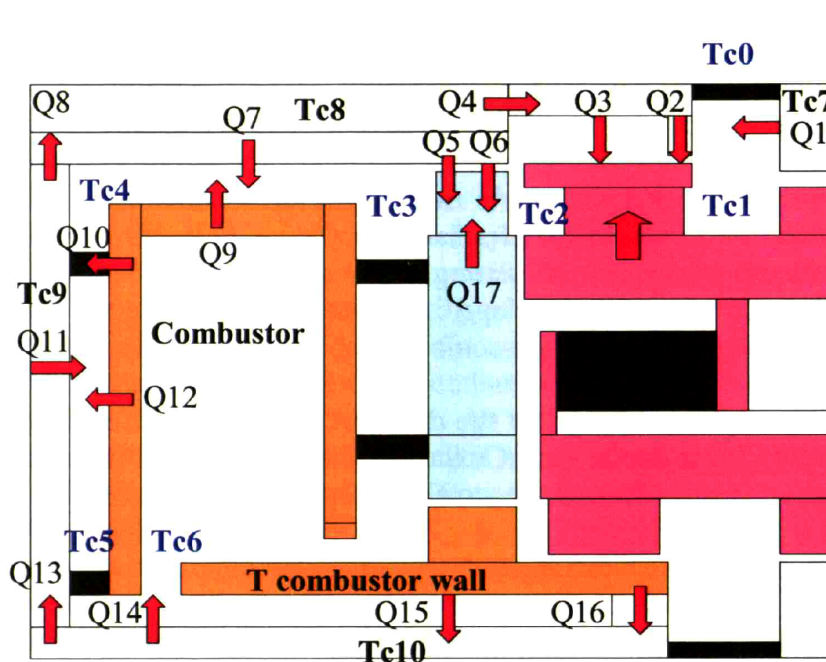 Tc0
Q8
Q7
Tc8
Q4
Q3
Q2
Tc7
Q1
Q5
Q6
Tc4
Tc3
Tc2
Tc1
Q10
Q9
Tc9
Q17
Q11
Combustor
Q12
Tc5
Tc6
Q13
T combustor wall
Q14
Q15
Q16
Tc10